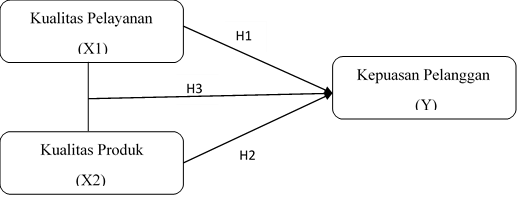 Kualitas Pelayanan
(X1)
H1
Kepuasan Pelanggan
(Y)
H3
Kualitas Produk
(X2)
H2